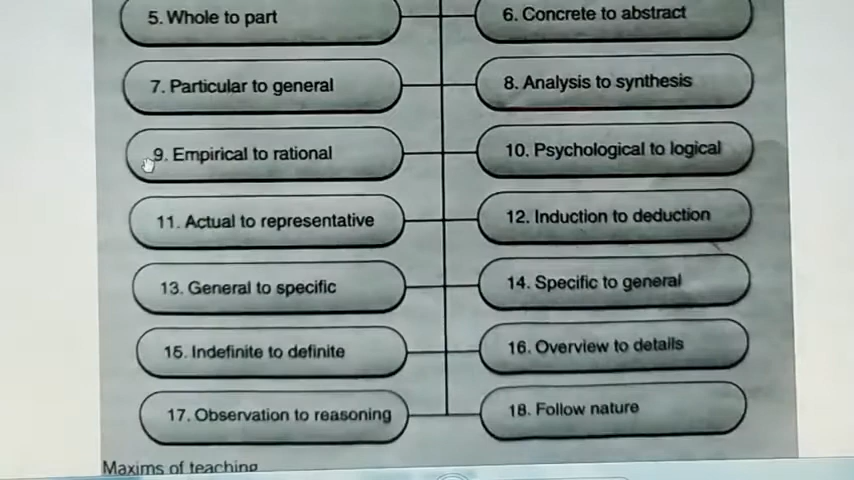 5. Whole to part
6. Concrete to abstract
7. Particular to general
8. Analysis to synthesis
9. Empirical to rational
10. Psychological to logical
11. Actual to representative
12. Induction to deduction
13. General to specific
14. Specific to general
15. Indefinite to definite
16. Overview to details
17. Observation to reasoning
18. Follow nature
Maxims of teaching